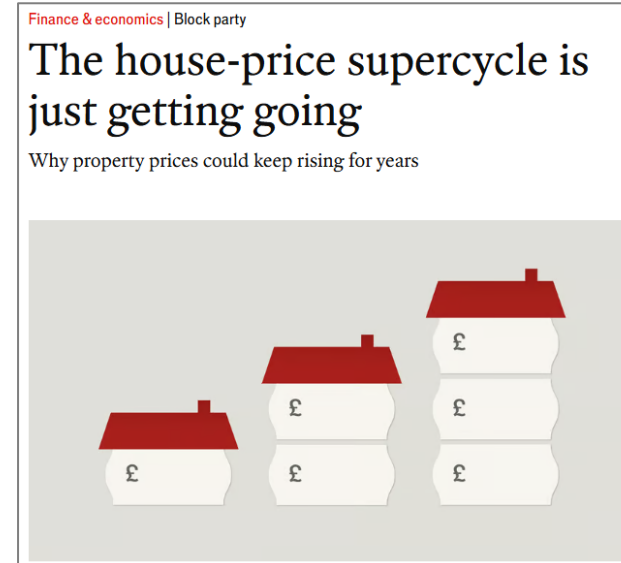 Finance & economics | Block party
The house-price supercycle is
just getting going
Why property prices could keep rising for years
£
£
£
£
£
£